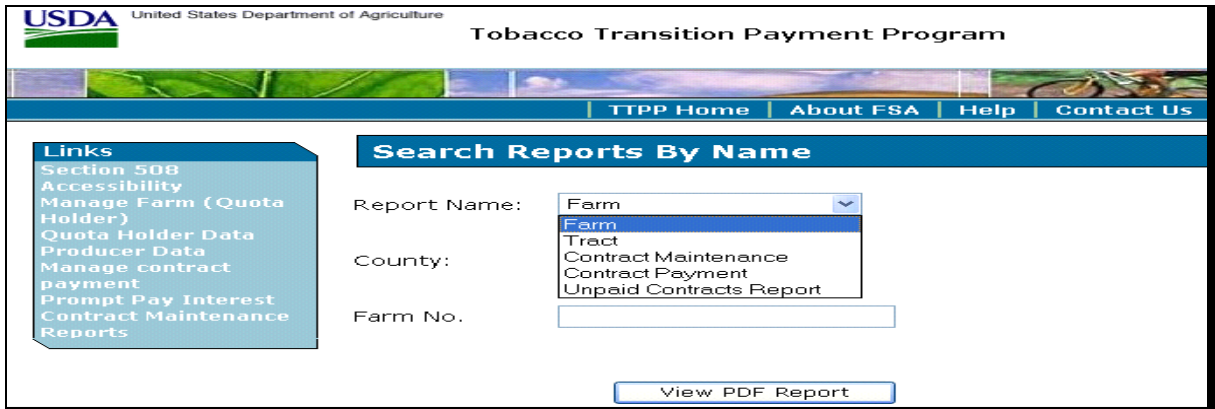 USDA United States Department of Agriculture
Tobacco Transition Payment Program
TTPP Home | About FSA | Help | Contact Us
Links
Section 508
Accessibility
Manage Farm (Quota
Holder)
Quota Holder Data
Producer Data
Manage contract
payment
Prompt Pay Interest
Contract Maintenance
Reports
Search Reports By Name
Report Name: Farm
Farm
Tract
Contract Maintenance
Contract Payment
Unpaid Contracts Report
County:
Farm No.
View PDF Report